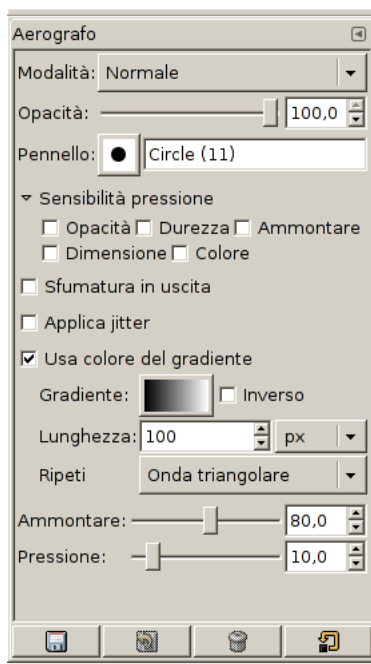 Aerografo
Modalità: Normale
Opacità: 100,0
Pennello: Circle (11)
Sensibilità pressione
Opacità Durezza Ammontare
Dimensione Colore
Sfumatura in uscita
Applica jitter
Usa colore del gradiente
Gradiente: Inverso
Lunghezza: 100 px
Ripeti Onda triangolare
Ammontare: 80,0
Pressione: 10,0